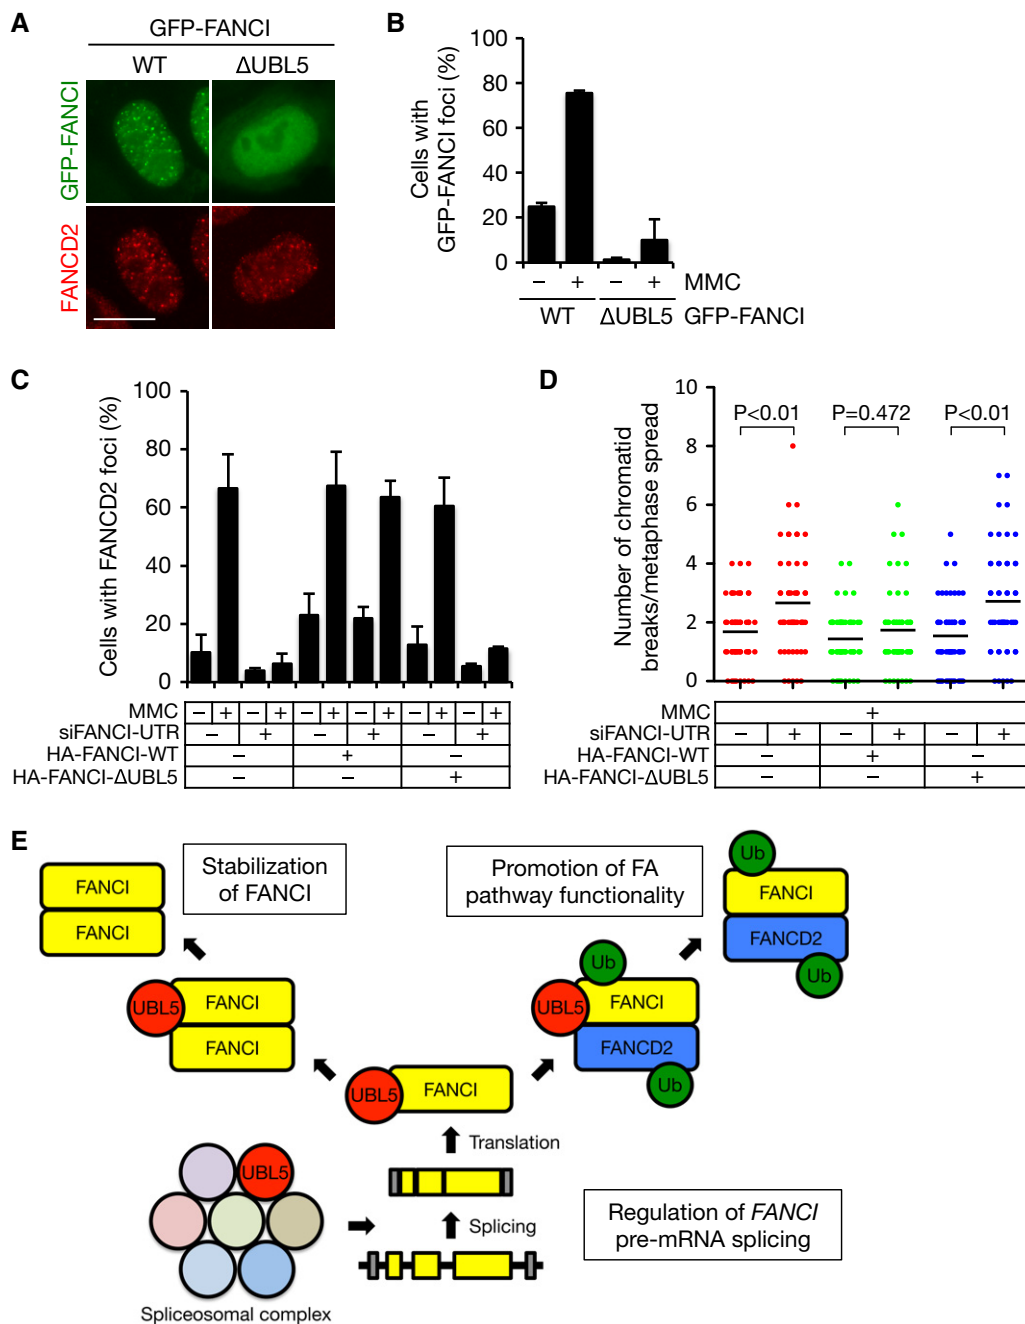 A
GFP-FANCI
WT ΔUBL5
GFP-FANCI
FANCD2
B
Cells with
GFP-FANCI foci (%)
100
80
60
40
20
0
− + − + MMC
WT ΔUBL5 GFP-FANCI
C
Cells with FANCD2 foci (%)
100
80
60
40
20
0
MMC − + − + − + − + − + − +
siFANCI-UTR − + − + − +
HA-FANCI-WT − + −
HA-FANCI-ΔUBL5 − − +
D
Number of chromatid
breaks/metaphase spread
10
8
6
4
2
0
P<0.01 P=0.472 P<0.01
MMC +
siFANCI-UTR − + − + − +
HA-FANCI-WT − + −
HA-FANCI-ΔUBL5 − − +
E
Stabilization
of FANCI
Promotion of FA
pathway functionality
FANCI
FANCI
Ub
FANCI
FANCD2
Ub
UBL5
FANCI
FANCI
Ub
UBL5
FANCI
FANCD2
Ub
UBL5
FANCI
Translation
UBL5
Splicing
Regulation of FANCI
pre-mRNA splicing
Spliceosomal complex